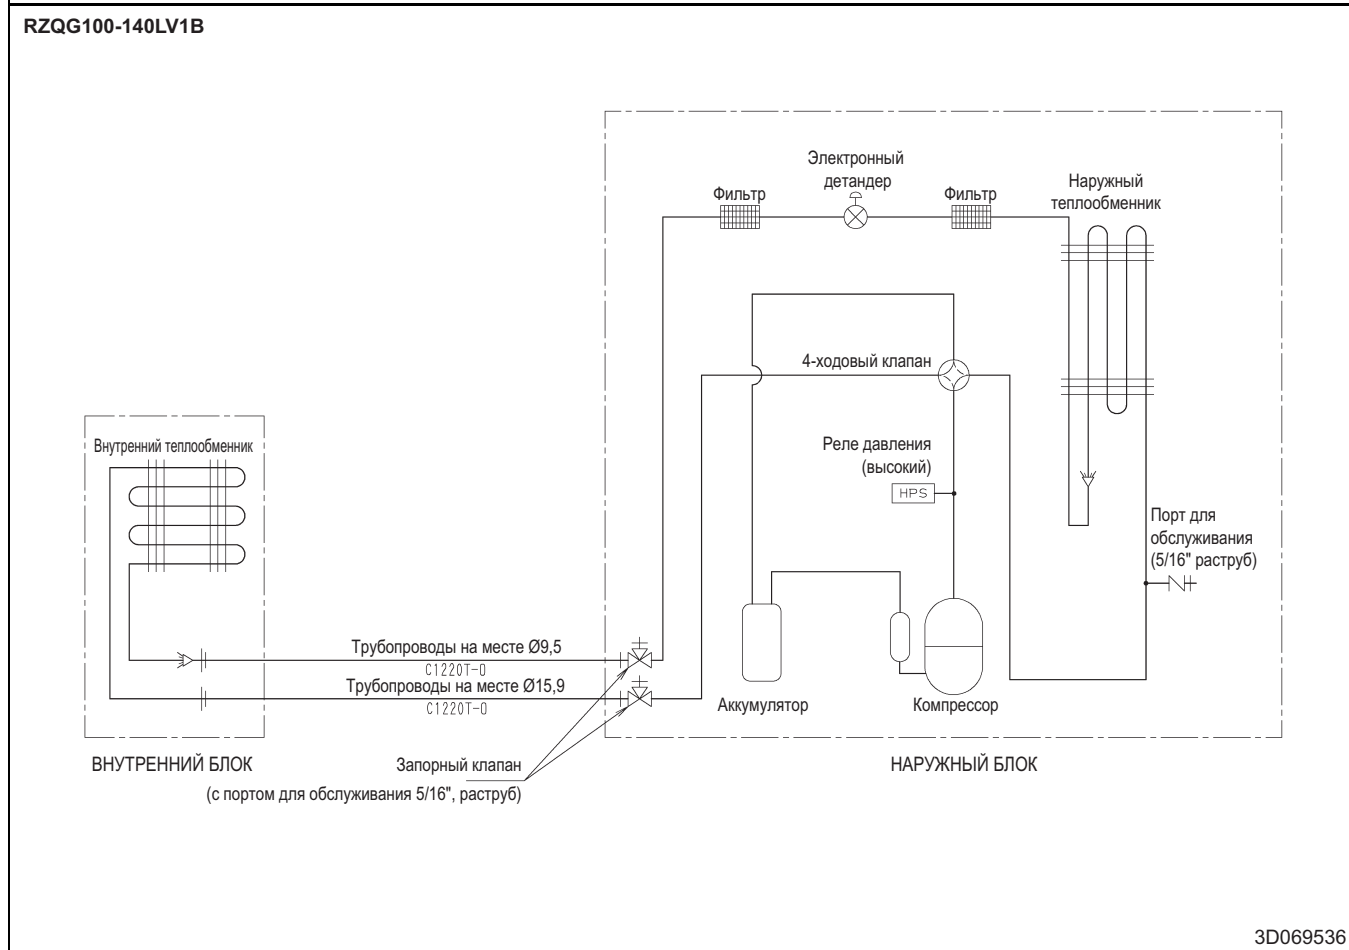 RZQG100-140LV1B
Электронный
детандер
Фильтр
Фильтр
Наружный
теплообменник
4-ходовый клапан
Внутренний теплообменник
Реле давления
(высокий)
HPS
Порт для
обслуживания
(5/16" раструб)
Трубопроводы на месте Ø9,5
C1220T-0
Трубопроводы на месте Ø15,9
C1220T-0
Аккумулятор
Компрессор
ВНУТРЕННИЙ БЛОК
Запорный клапан
(с портом для обслуживания 5/16", раструб)
НАРУЖНЫЙ БЛОК
3D069536